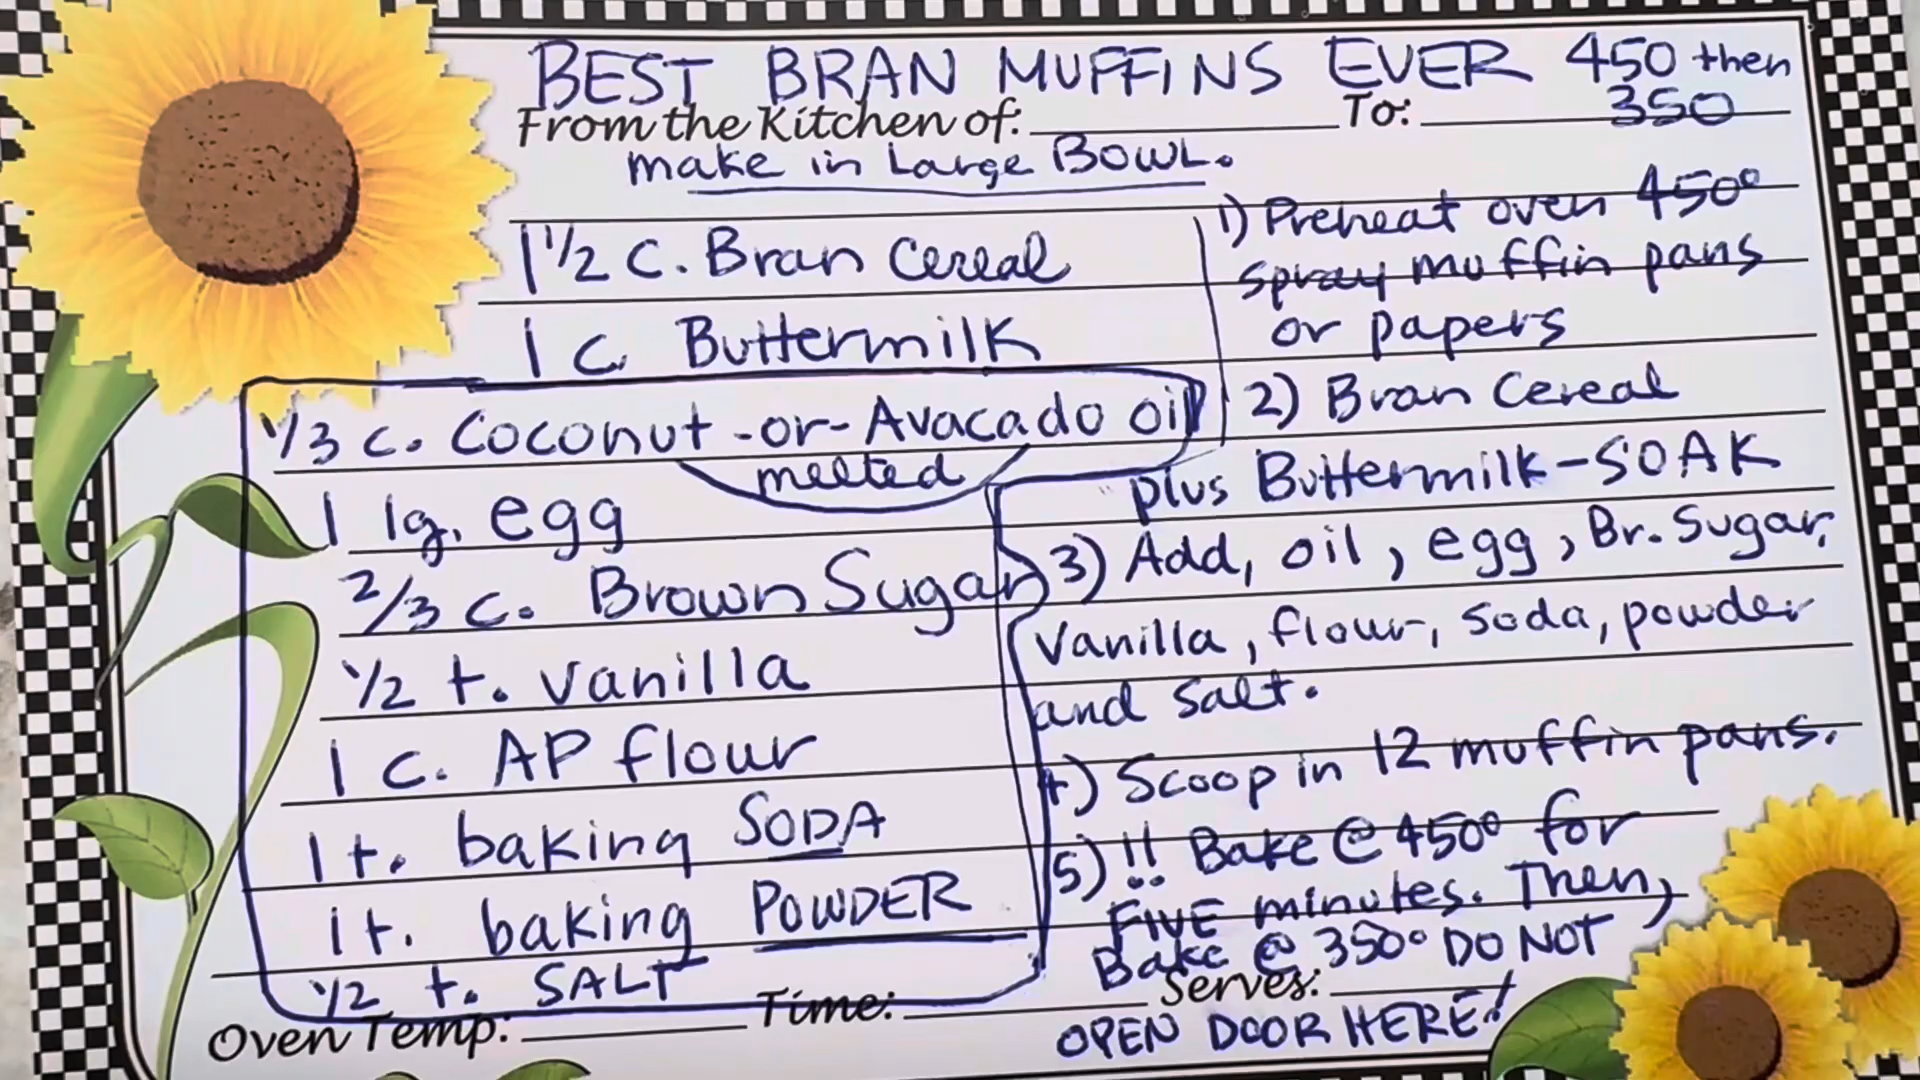 BEST BRAN MUFFINS EVER 450 then
350
From the Kitchen of: To:
make in Large BOWL.
1 1/2 c. Bran Cereal
1 c Buttermilk
1/3 c. Coconut -or- Avacado oil
melted
1 lg. egg
2/3 c. Brown Sugar
1/2 t. vanilla
1 c. AP flour
1 t. baking SODA
1 t. baking POWDER
1/2 t. SALT
1) Preheat oven 450°
spray muffin pans
or papers
2) Bran Cereal
plus Buttermilk-SOAK
3) Add, oil, egg, Br. Sugar,
Vanilla, flour, soda, powder
and salt.
4) Scoop in 12 muffin pans.
5) !! Bake @ 450° for
FIVE minutes. Then,
Bake @ 350° DO NOT
OPEN DOOR HERE!
Oven Temp: Time: Serves: